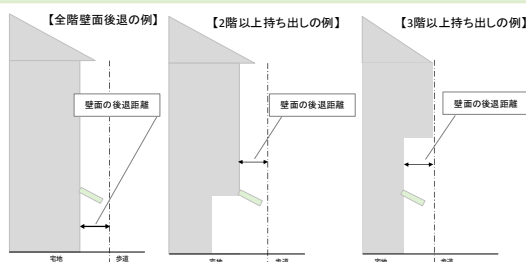 【全階壁面後退の例】
【2階以上持ち出しの例】
【3階以上持ち出しの例】
壁面の後退距離
壁面の後退距離
壁面の後退距離
宅地 歩道
宅地 歩道
宅地 歩道